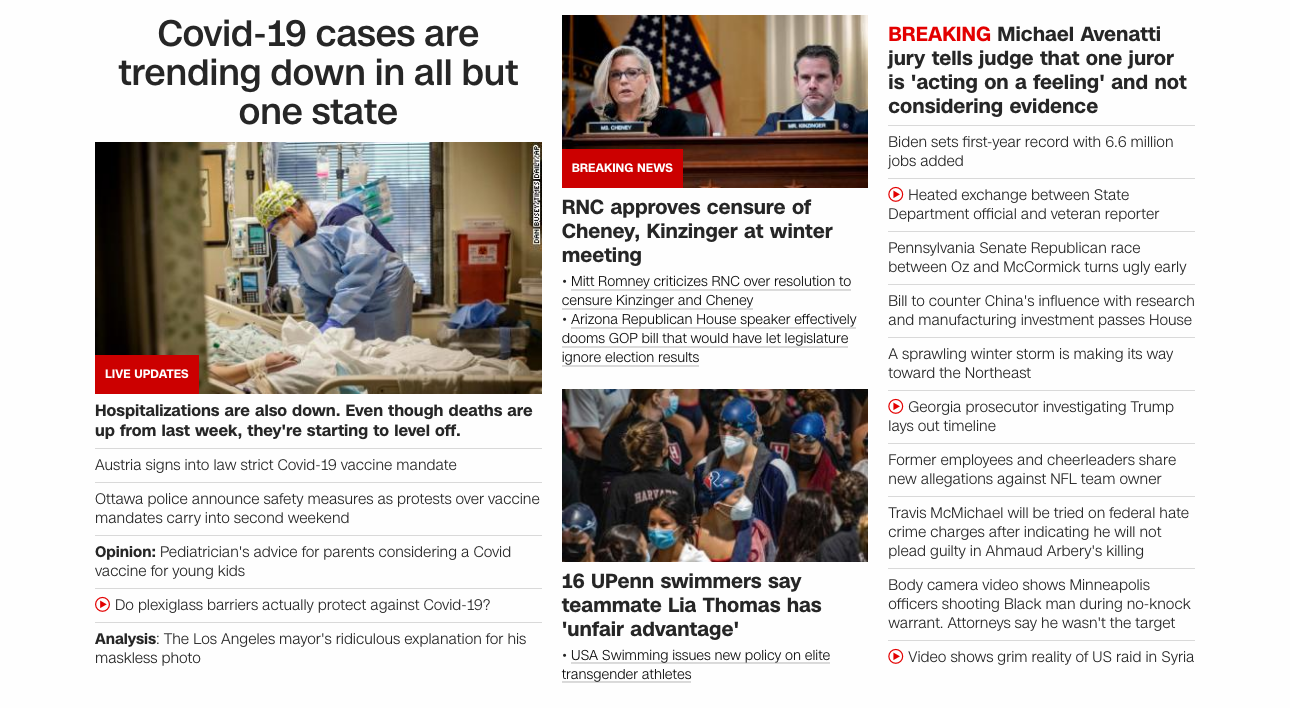 Covid-19 cases are
trending down in all but
one state
DAN BUSEY/TIMES DAILY/AP
LIVE UPDATES
Hospitalizations are also down. Even though deaths are
up from last week, they're starting to level off.
Austria signs into law strict Covid-19 vaccine mandate
Ottawa police announce safety measures as protests over vaccine
mandates carry into second weekend
Opinion: Pediatrician's advice for parents considering a Covid
vaccine for young kids
Do plexiglass barriers actually protect against Covid-19?
Analysis: The Los Angeles mayor's ridiculous explanation for his
maskless photo
MS. CHENEY
MR. KINZINGER
BREAKING NEWS
RNC approves censure of
Cheney, Kinzinger at winter
meeting
• Mitt Romney criticizes RNC over resolution to
censure Kinzinger and Cheney
• Arizona Republican House speaker effectively
dooms GOP bill that would have let legislature
ignore election results
H
HARVARD
16 UPenn swimmers say
teammate Lia Thomas has
'unfair advantage'
• USA Swimming issues new policy on elite
transgender athletes
BREAKING Michael Avenatti
jury tells judge that one juror
is 'acting on a feeling' and not
considering evidence
Biden sets first-year record with 6.6 million
jobs added
Heated exchange between State
Department official and veteran reporter
Pennsylvania Senate Republican race
between Oz and McCormick turns ugly early
Bill to counter China's influence with research
and manufacturing investment passes House
A sprawling winter storm is making its way
toward the Northeast
Georgia prosecutor investigating Trump
lays out timeline
Former employees and cheerleaders share
new allegations against NFL team owner
Travis McMichael will be tried on federal hate
crime charges after indicating he will not
plead guilty in Ahmaud Arbery's killing
Body camera video shows Minneapolis
officers shooting Black man during no-knock
warrant. Attorneys say he wasn't the target
Video shows grim reality of US raid in Syria